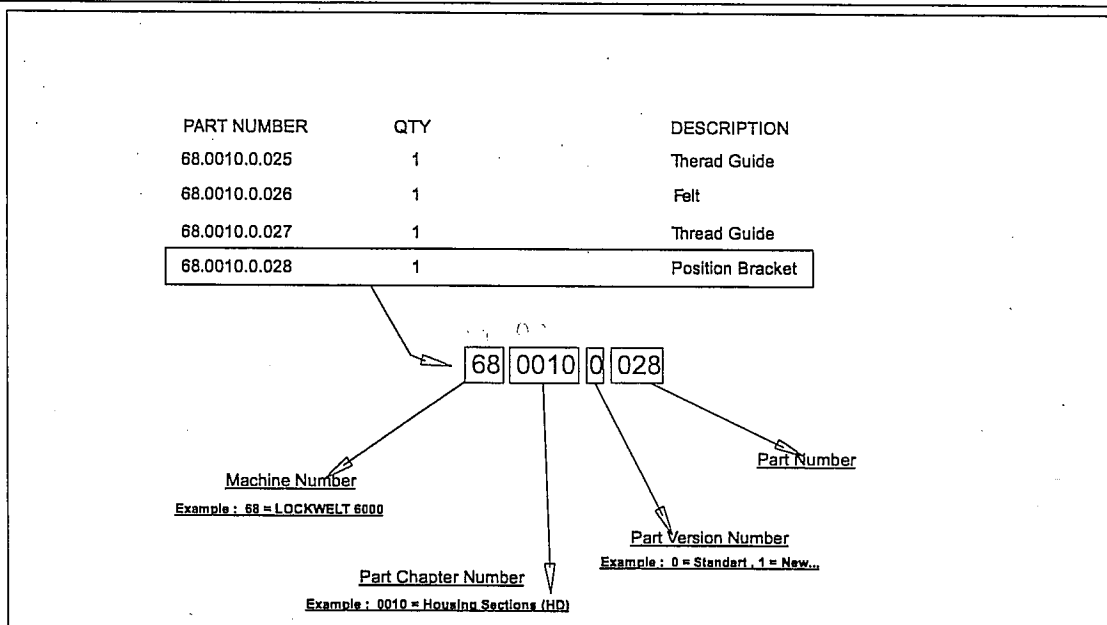 PART NUMBER QTY DESCRIPTION
68.0010.0.025 1 Therad Guide
68.0010.0.026 1 Felt
68.0010.0.027 1 Thread Guide
68.0010.0.028 1 Position Bracket
68 0010 0 028
Part Number
Machine Number
Example : 68 = LOCKWELT 6000
Part Version Number
Example : 0 = Standart , 1 = New...
Part Chapter Number
Example : 0010 = Housing Sections (HD)